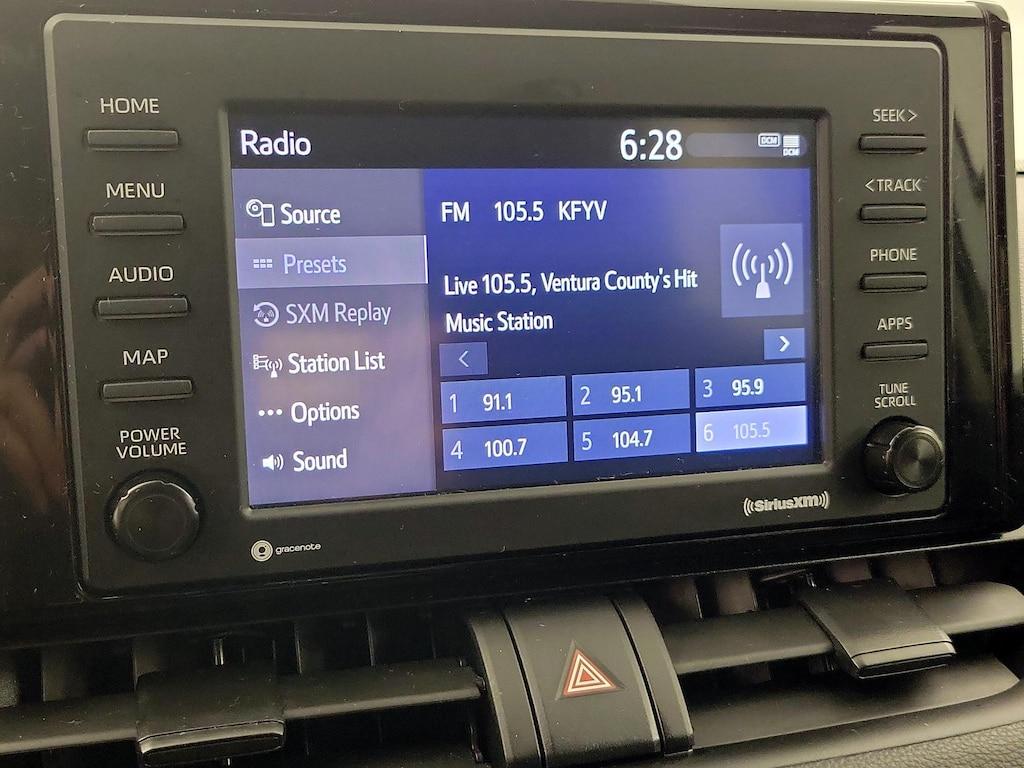 HOME
MENU
AUDIO
MAP
POWER
VOLUME
Radio
6:28
DCM
DCM
Source
Presets
SXM Replay
Station List
••• Options
Sound
FM 105.5 KFYV
Live 105.5, Ventura County's Hit
Music Station
< >
1 91.1
2 95.1
3 95.9
4 100.7
5 104.7
6 105.5
SEEK >
< TRACK
PHONE
APPS
TUNE
SCROLL
gracenote
((SiriusXM))